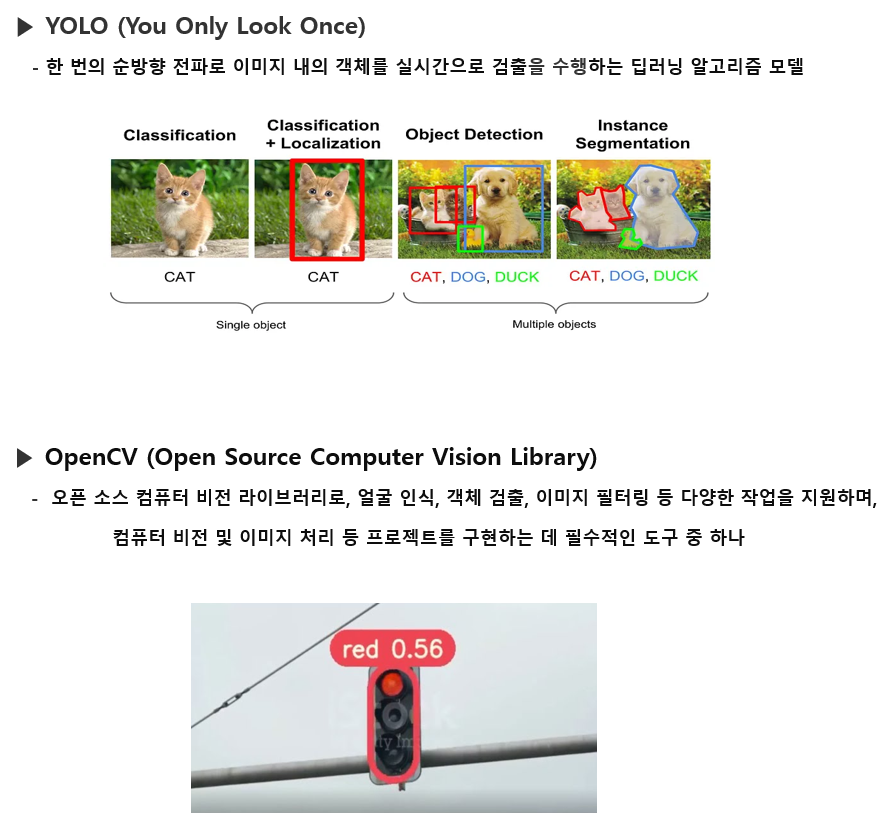 ▶ YOLO (You Only Look Once)
- 한 번의 순방향 전파로 이미지 내의 객체를 실시간으로 검출을 수행하는 딥러닝 알고리즘 모델
Classification
Classification
+ Localization
Object Detection
Instance
Segmentation
CAT
CAT
CAT, DOG, DUCK
CAT, DOG, DUCK
Single object
Multiple objects
▶ OpenCV (Open Source Computer Vision Library)
- 오픈 소스 컴퓨터 비전 라이브러리로, 얼굴 인식, 객체 검출, 이미지 필터링 등 다양한 작업을 지원하며,
컴퓨터 비전 및 이미지 처리 등 프로젝트를 구현하는 데 필수적인 도구 중 하나
red 0.56